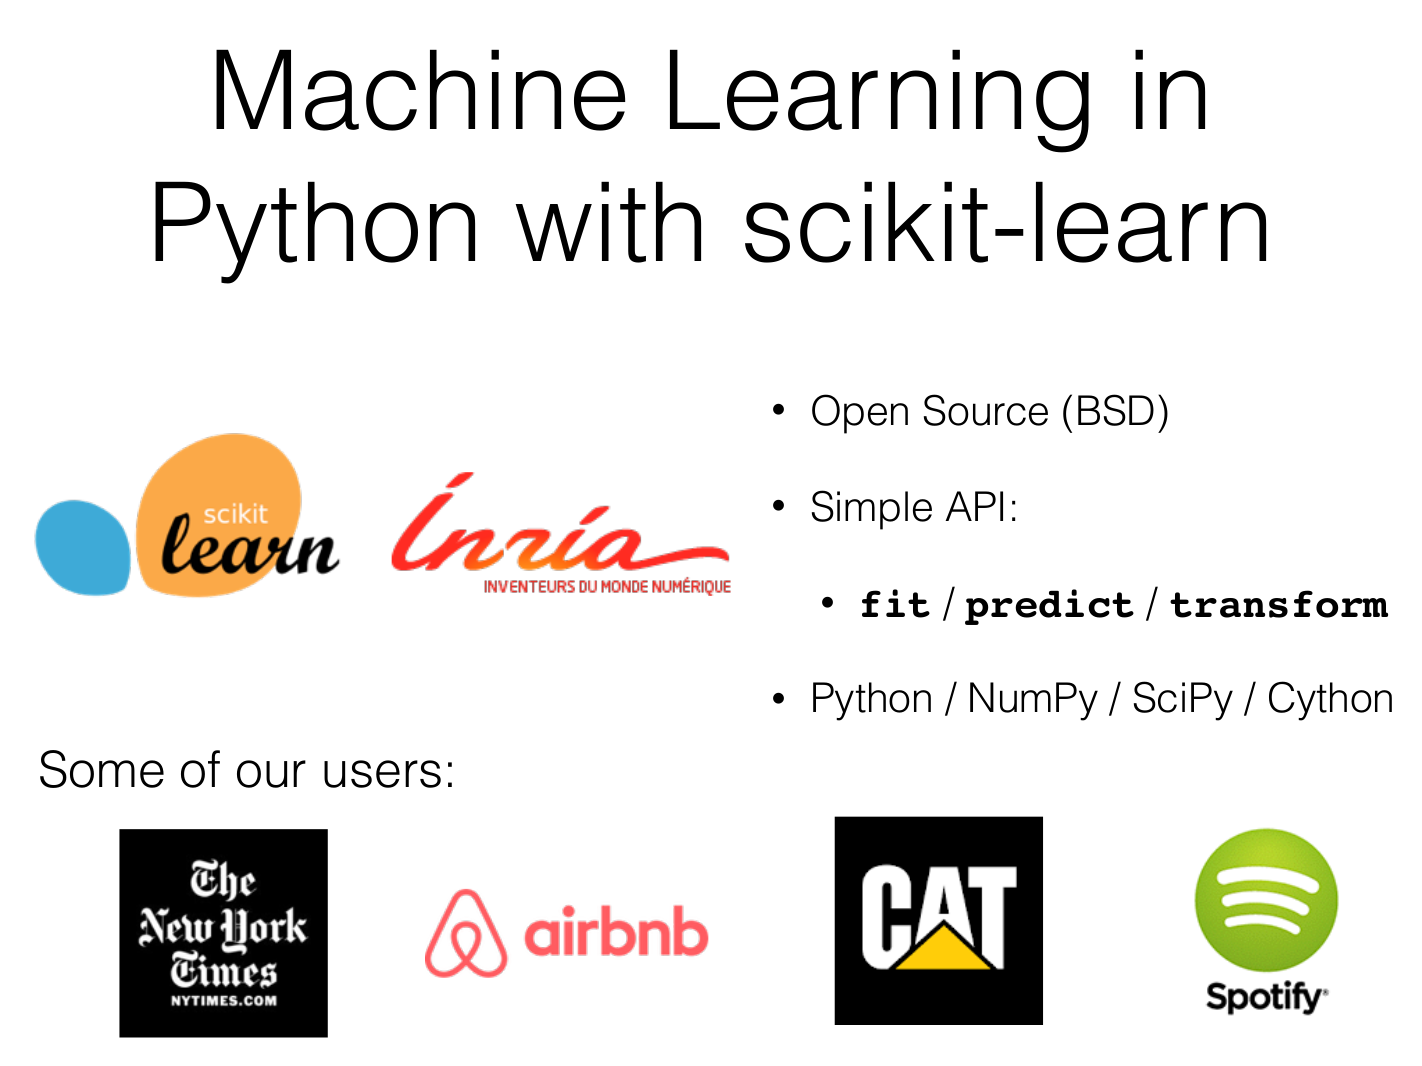 Machine Learning in
Python with scikit-learn
scikit
learn
Inria
INVENTEURS DU MONDE NUMÉRIQUE
• Open Source (BSD)
• Simple API:
• fit / predict / transform
• Python / NumPy / SciPy / Cython
Some of our users:
The
New York
Times
NYTIMES.COM
airbnb
CAT
Spotify®